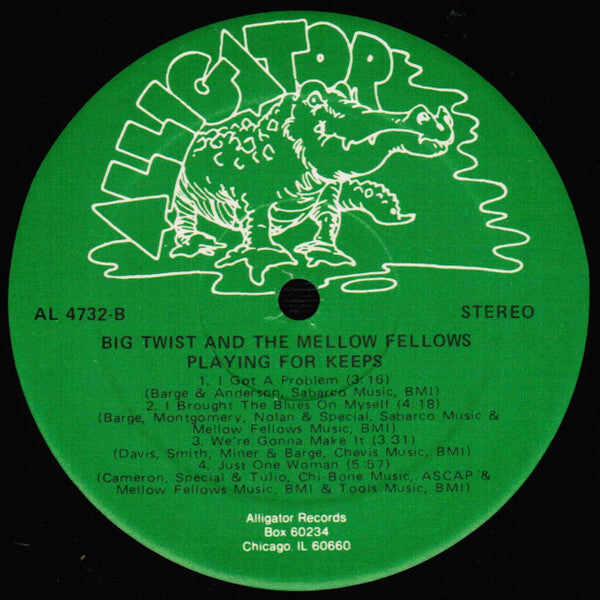 ALLIGATOR
AL 4732-B
STEREO
BIG TWIST AND THE MELLOW FELLOWS
PLAYING FOR KEEPS
1. I Got A Problem (3:16)
(Barge & Anderson, Sabarco Music, BMI)
2. I Brought The Blues On Myself (4:18)
(Barge, Montgomery, Nolan & Special, Sabarco Music &
Mellow Fellows Music, BMI)
3. We're Gonna Make It (3:31)
(Davis, Smith, Miner & Barge, Chevis Music, BMI)
4. Just One Woman (5:57)
(Cameron, Special & Tulio, Chi-Bone Music, ASCAP &
Mellow Fellows Music, BMI & Tools Music, BMI)
Alligator Records
Box 60234
Chicago, IL 60660